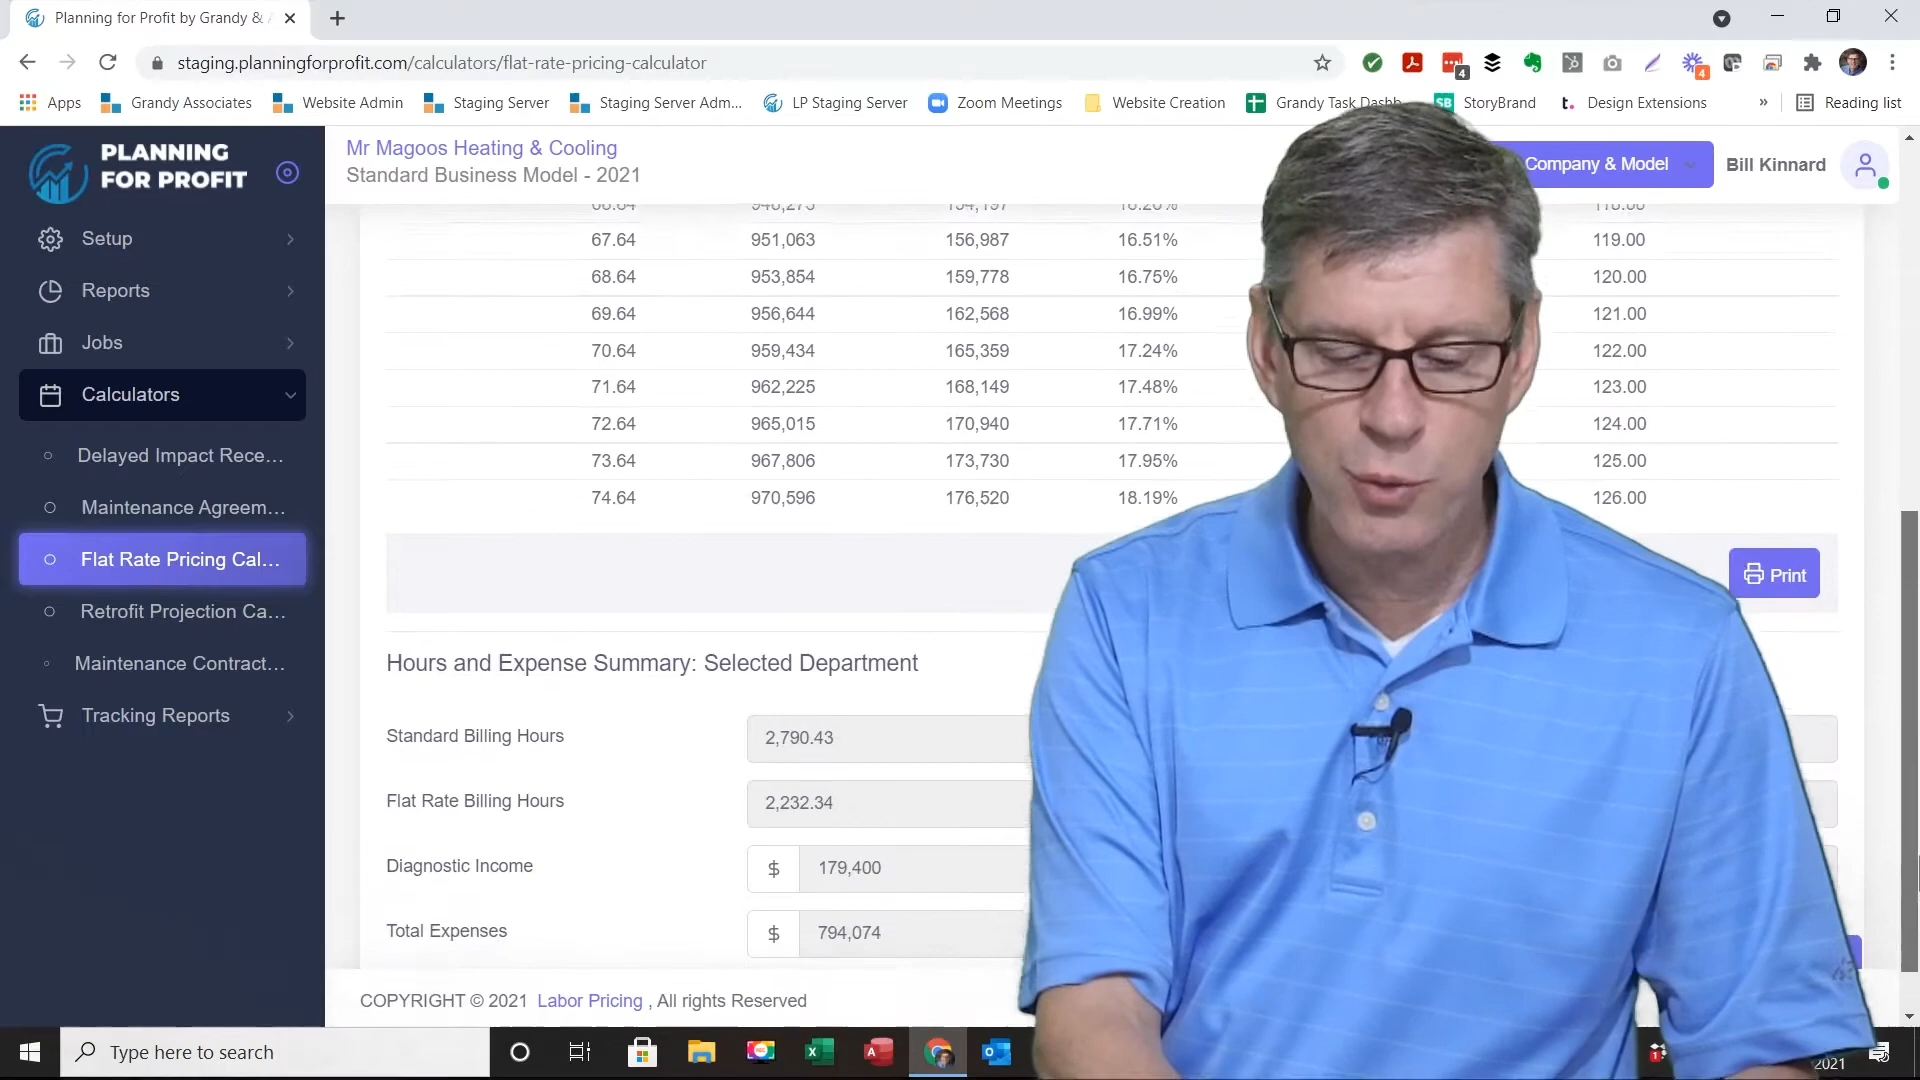 Planning for Profit by Grandy &
staging.planningforprofit.com/calculators/flat-rate-pricing-calculator
4
4
Apps
Grandy Associates
Website Admin
Staging Server
Staging Server Adm...
LP Staging Server
Zoom Meetings
Website Creation
Grandy Task Dashb
SB StoryBrand
t. Design Extensions
»
Reading list
PLANNING
FOR PROFIT
Mr Magoos Heating & Cooling
Standard Business Model - 2021
Company & Model
Bill Kinnard
Setup
Reports
Jobs
Calculators
Delayed Impact Rece...
Maintenance Agreem...
Flat Rate Pricing Cal...
Retrofit Projection Ca...
Maintenance Contract...
Tracking Reports
67.64 951,063 156,987 16.51% 119.00
68.64 953,854 159,778 16.75% 120.00
69.64 956,644 162,568 16.99% 121.00
70.64 959,434 165,359 17.24% 122.00
71.64 962,225 168,149 17.48% 123.00
72.64 965,015 170,940 17.71% 124.00
73.64 967,806 173,730 17.95% 125.00
74.64 970,596 176,520 18.19% 126.00
Print
Hours and Expense Summary: Selected Department
Standard Billing Hours 2,790.43
Flat Rate Billing Hours 2,232.34
Diagnostic Income $ 179,400
Total Expenses $ 794,074
COPYRIGHT © 2021 Labor Pricing , All rights Reserved
Type here to search
2021